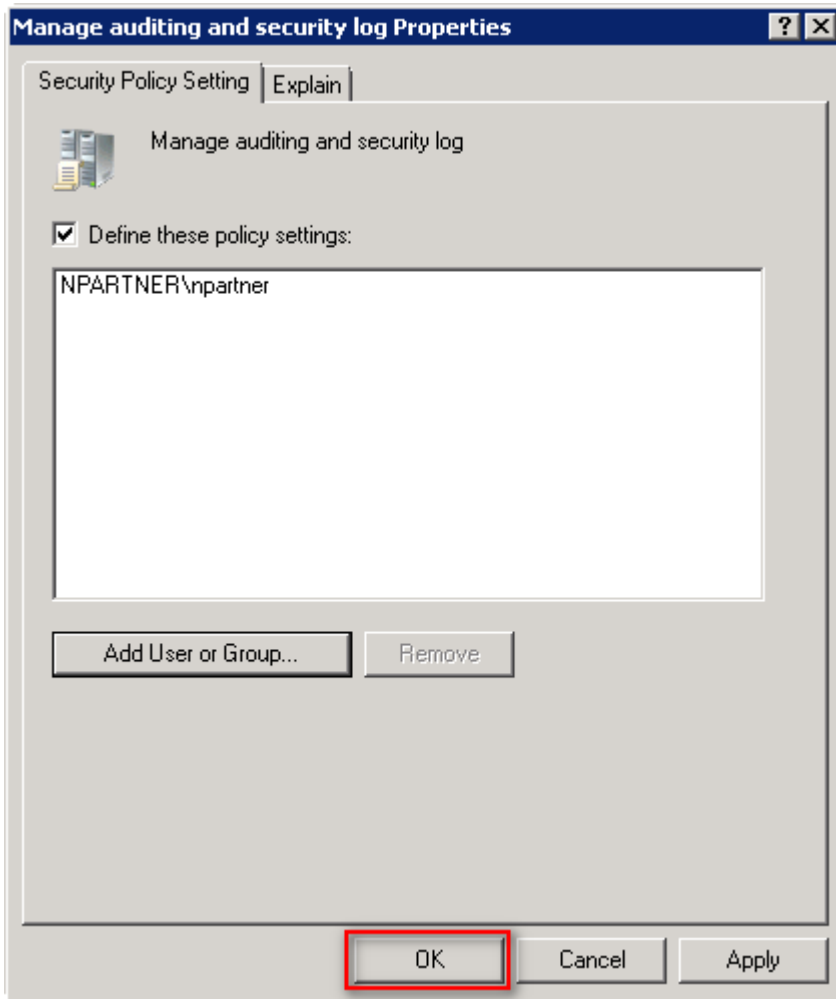 Manage auditing and security log Properties
Security Policy Setting
Explain
Manage auditing and security log
Define these policy settings:
NPARTNER\npartner
Add User or Group...
Remove
OK
Cancel
Apply